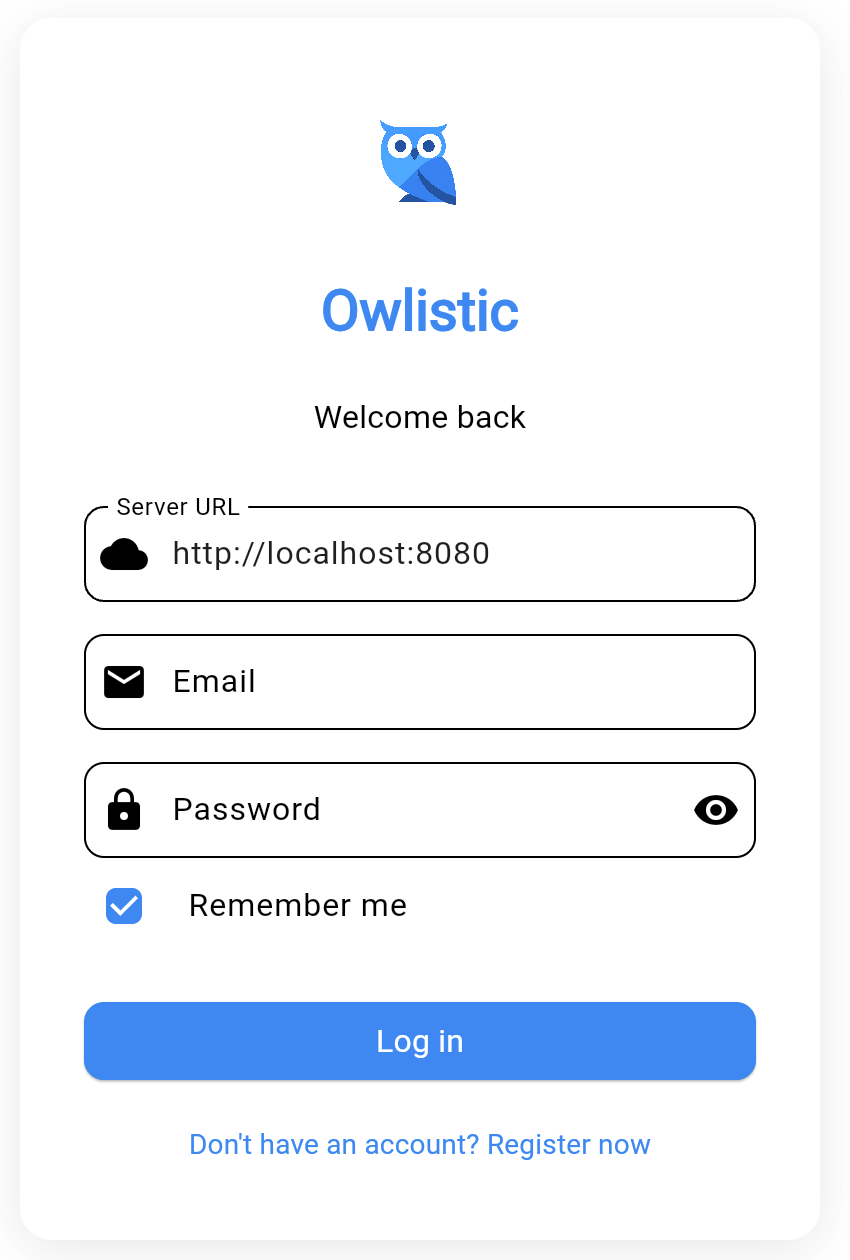 Owlistic
Welcome back
Server URL
http://localhost:8080
Email
Password
Remember me
Log in
Don't have an account? Register now